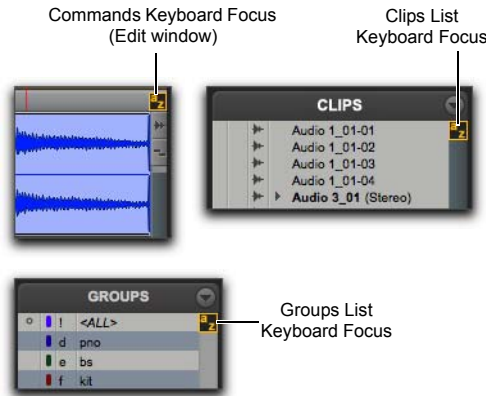 Commands Keyboard Focus
(Edit window)
Clips List
Keyboard Focus
a
z
CLIPS
a
z
Audio 1_01-01
Audio 1_01-02
Audio 1_01-03
Audio 1_01-04
Audio 3_01 (Stereo)
GROUPS
! <ALL>
a
z
d pno
e bs
f kit
Groups List
Keyboard Focus